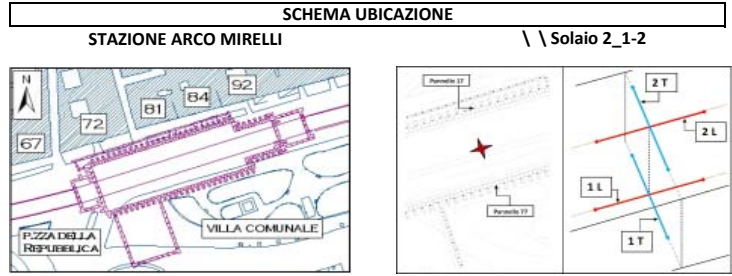 SCHEMA UBICAZIONE
STAZIONE ARCO MIRELLI
\ \ Solaio 2_1-2
N
67
72
81
84
92
P.ZZA DELLA
REPUBBLICA
VILLA COMUNALE
Pannello 17
Pannello 77
2 T
2 L
1 L
1 T